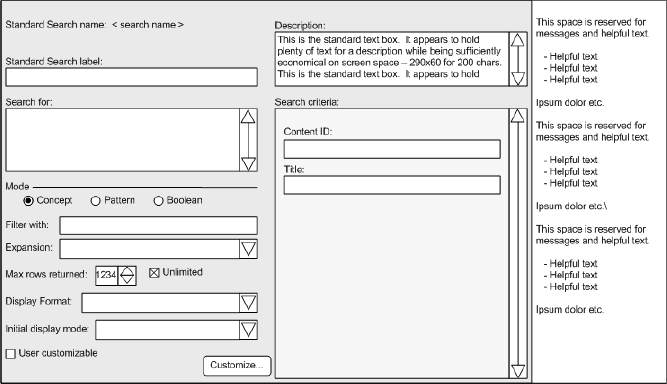 Standard Search name: < search name >
Standard Search label:
Search for:
Mode
Concept
Pattern
Boolean
Filter with:
Expansion:
Max rows returned:
1234
Unlimited
Display Format:
Initial display mode:
User customizable
Customize...
Description:
This is the standard text box. It appears to hold
plenty of text for a description while being sufficiently
economical on screen space – 290x60 for 200 chars.
This is the standard text box. It appears to hold
Search criteria:
Content ID:
Title:
This space is reserved for
messages and helpful text.
- Helpful text
- Helpful text
- Helpful text
Ipsum dolor etc.
This space is reserved for
messages and helpful text.
- Helpful text
- Helpful text
- Helpful text
Ipsum dolor etc.\
This space is reserved for
messages and helpful text.
- Helpful text
- Helpful text
- Helpful text
Ipsum dolor etc.